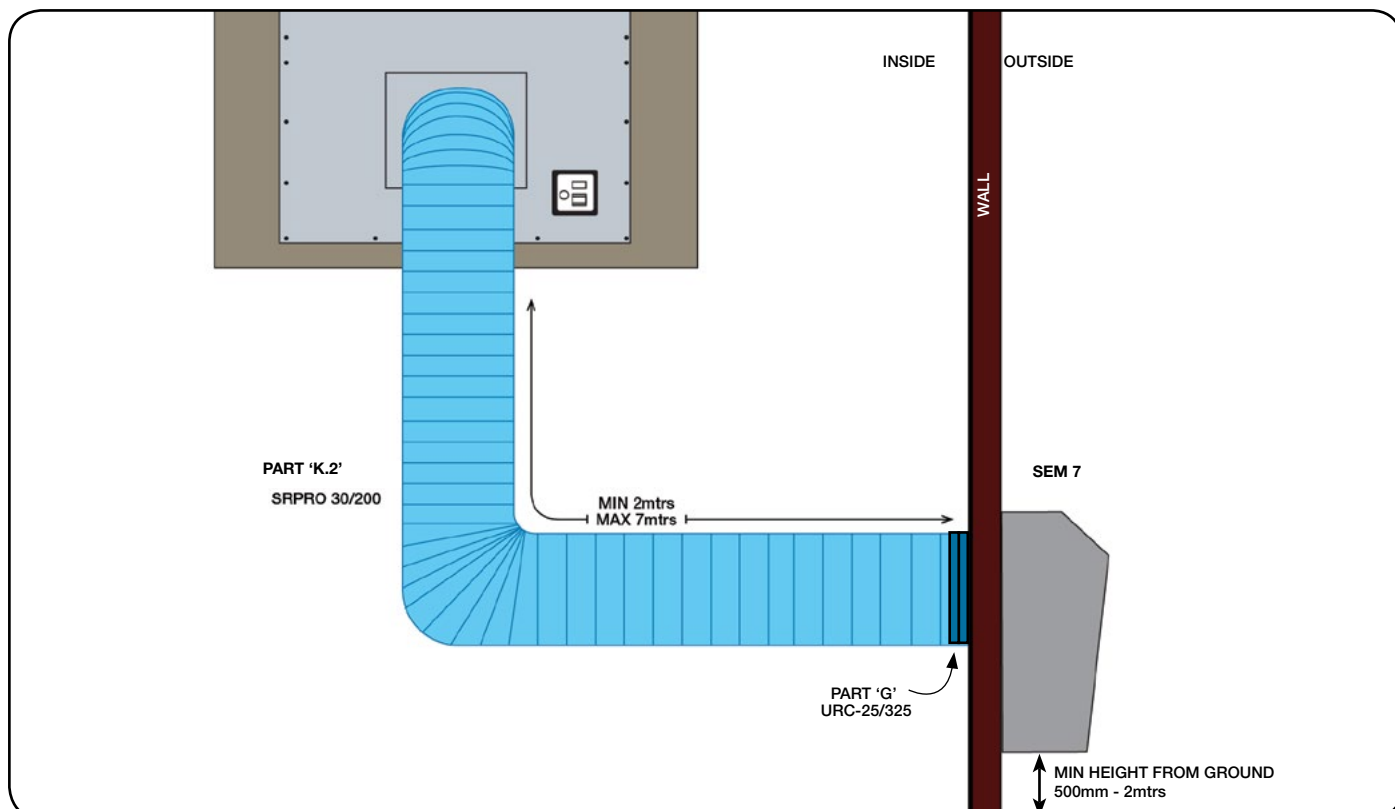 INSIDE
OUTSIDE
WALL
PART ‘K.2’
SRPRO 30/200
MIN 2mtrs
MAX 7mtrs
SEM 7
PART ‘G’
URC-25/325
MIN HEIGHT FROM GROUND
500mm - 2mtrs